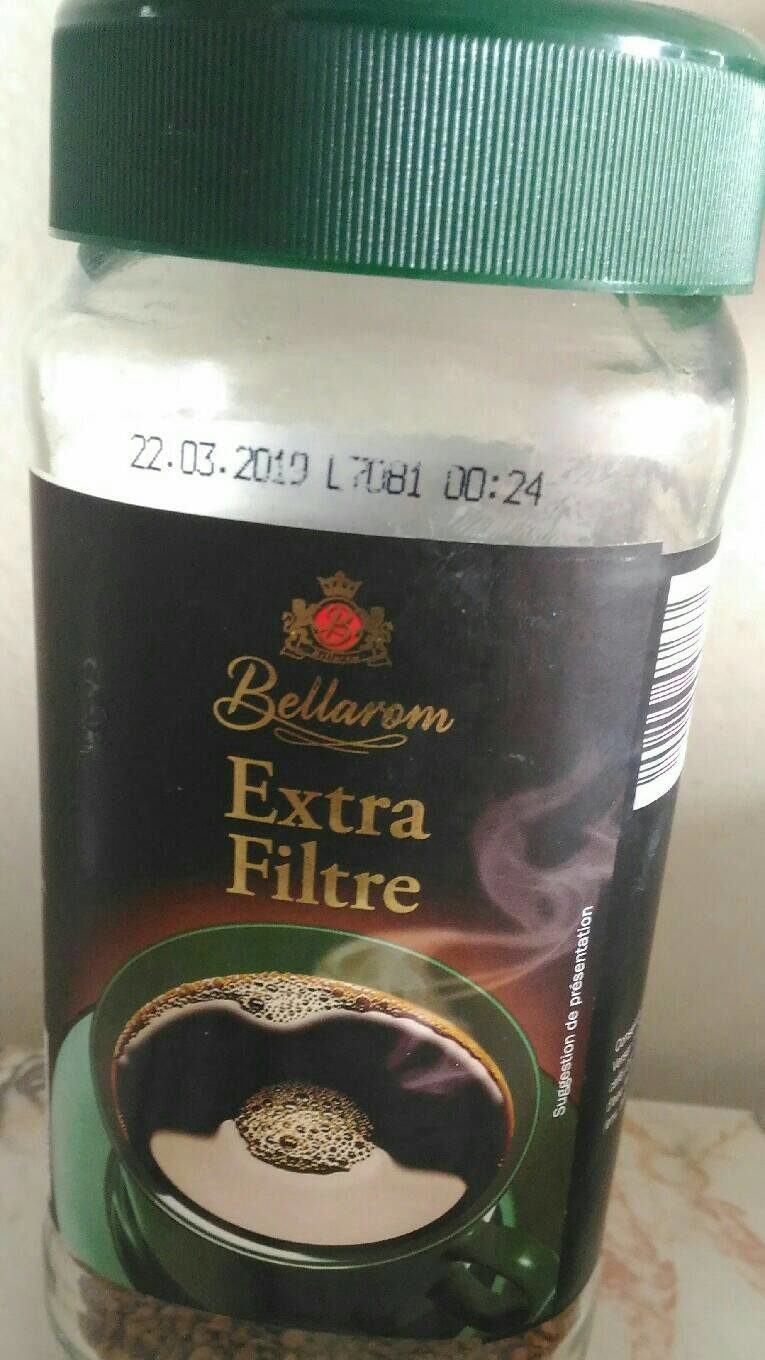 22.03.2019 L7081 00:24
B
Bellarom
Extra
Filtre
Suggestion de présentation